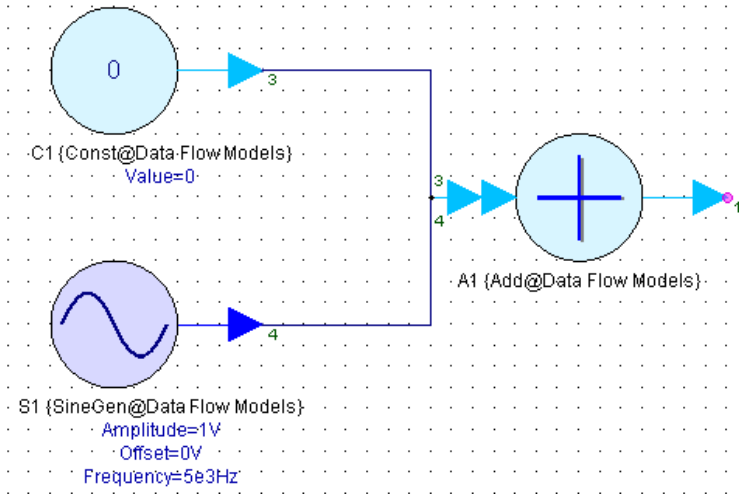 0
3
C1 {Const@Data Flow Models}
Value=0
3
4
1
A1 {Add@Data Flow Models}
4
S1 {SineGen@Data Flow Models}
Amplitude=1V
Offset=0V
Frequency=5e3Hz